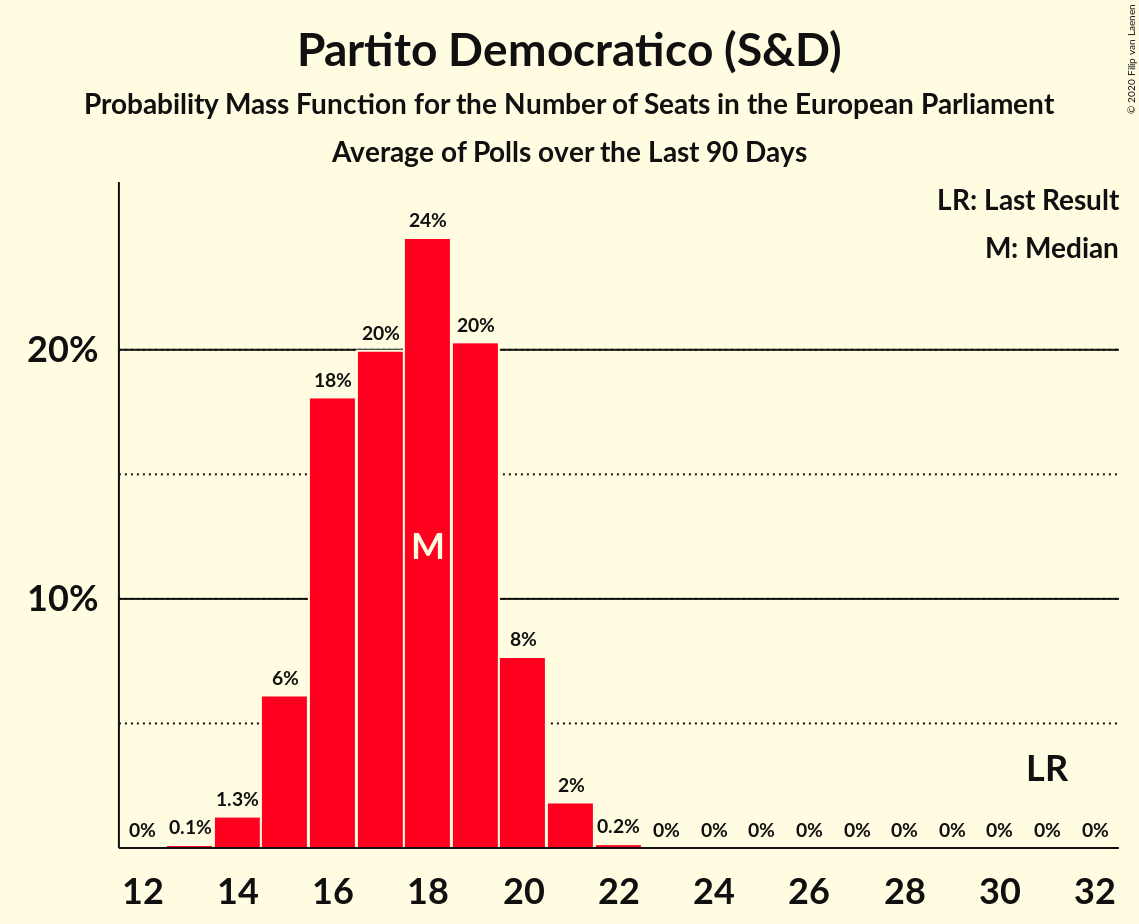 Partito Democratico (S&D)
Probability Mass Function for the Number of Seats in the European Parliament
Average of Polls over the Last 90 Days
© 2020 Filip van Laenen
LR: Last Result
M: Median
24%
20%
20%
18%
20%
M
10%
8%
6%
LR
2%
1.3%
0% 0.1% 0.2% 0% 0% 0% 0% 0% 0% 0% 0% 0% 0%
12 14 16 18 20 22 24 26 28 30 32